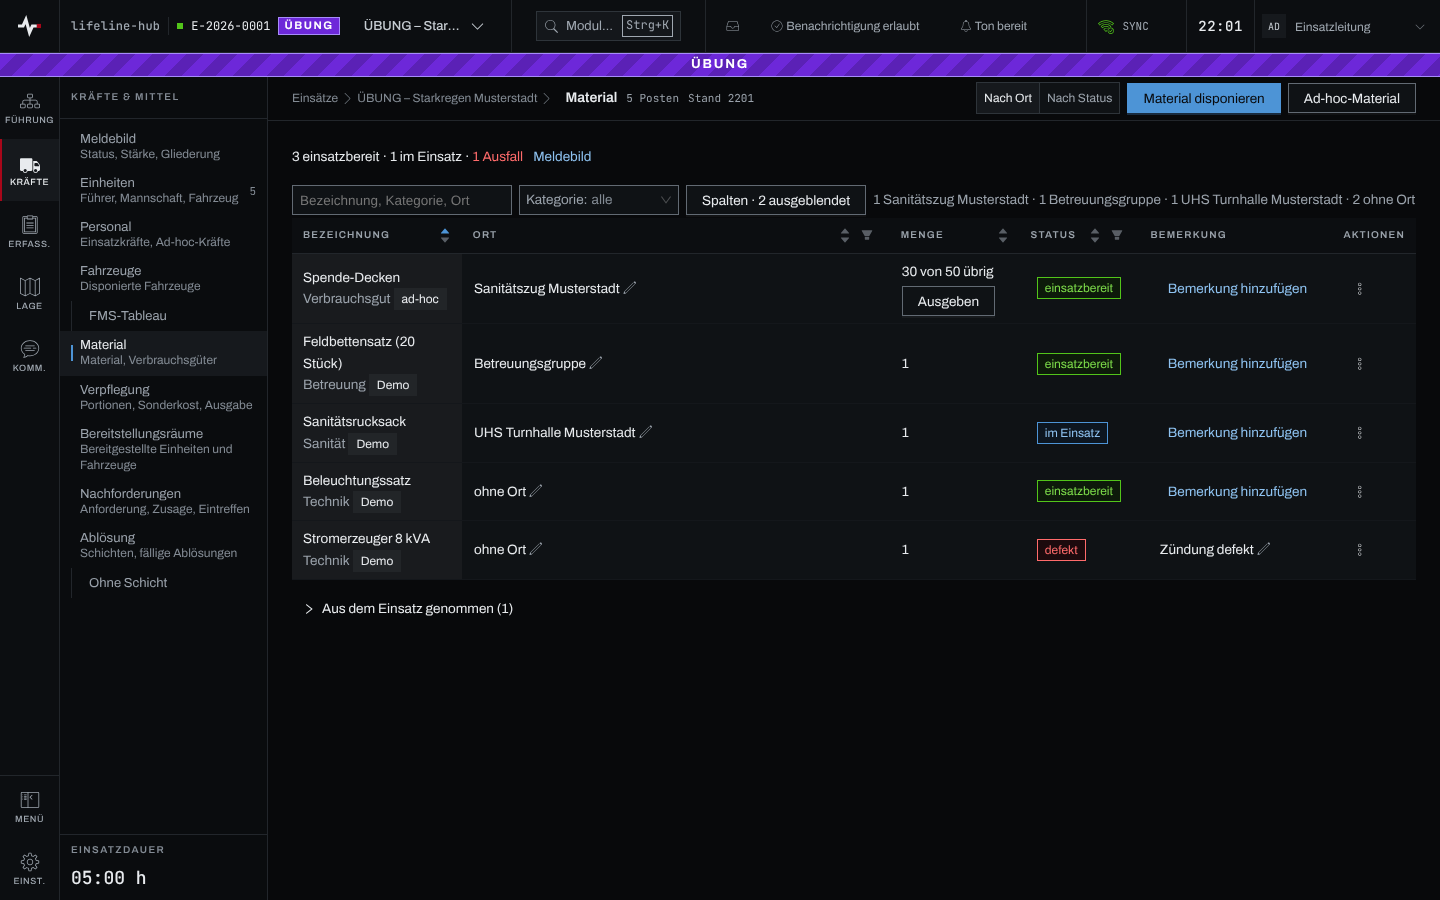 lifeline-hub
E-2026-0001 ÜBUNG
ÜBUNG – Star...
Modul... Strg+K
Benachrichtigung erlaubt
Ton bereit
SYNC
22:01
AD Einsatzleitung
ÜBUNG
FÜHRUNG
KRÄFTE
ERFASS.
LAGE
KOMM.
MENÜ
EINST.
KRÄFTE & MITTEL
Meldebild
Status, Stärke, Gliederung
Einheiten
Führer, Mannschaft, Fahrzeug 5
Personal
Einsatzkräfte, Ad-hoc-Kräfte
Fahrzeuge
Disponierte Fahrzeuge
FMS-Tableau
Material
Material, Verbrauchsgüter
Verpflegung
Portionen, Sonderkost, Ausgabe
Bereitstellungsräume
Bereitgestellte Einheiten und
Fahrzeuge
Nachforderungen
Anforderung, Zusage, Eintreffen
Ablösung
Schichten, fällige Ablösungen
Ohne Schicht
EINSATZDAUER
05:00 h
Einsätze ÜBUNG – Starkregen Musterstadt Material 5 Posten Stand 2201
Nach Ort Nach Status Material disponieren Ad-hoc-Material
3 einsatzbereit · 1 im Einsatz · 1 Ausfall Meldebild
Bezeichnung, Kategorie, Ort Kategorie: alle Spalten · 2 ausgeblendet 1 Sanitätszug Musterstadt · 1 Betreuungsgruppe · 1 UHS Turnhalle Musterstadt · 2 ohne Ort
BEZEICHNUNG ORT MENGE STATUS BEMERKUNG AKTIONEN
Spende-Decken
Verbrauchsgut ad-hoc
Sanitätszug Musterstadt
30 von 50 übrig
Ausgeben
einsatzbereit
Bemerkung hinzufügen
Feldbettensatz (20
Stück)
Betreuung Demo
Betreuungsgruppe
1
einsatzbereit
Bemerkung hinzufügen
Sanitätsrucksack
Sanität Demo
UHS Turnhalle Musterstadt
1
im Einsatz
Bemerkung hinzufügen
Beleuchtungssatz
Technik Demo
ohne Ort
1
einsatzbereit
Bemerkung hinzufügen
Stromerzeuger 8 kVA
Technik Demo
ohne Ort
1
defekt
Zündung defekt
Aus dem Einsatz genommen (1)